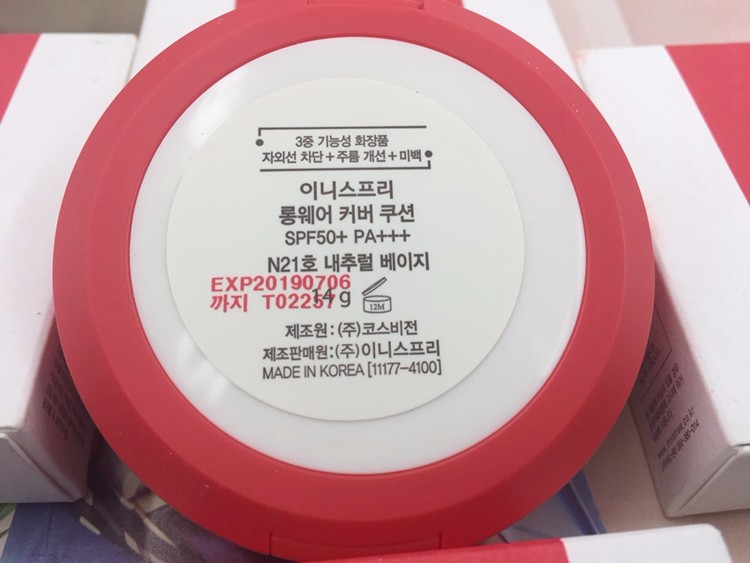 3중 기능성 화장품
자외선 차단+주름 개선+미백
이니스프리
롱웨어 커버 쿠션
SPF50+ PA+++
N21호 내추럴 베이지
EXP20190706
까지 T02257
14 g
12M
제조원: (주)코스비전
제조판매원:(주)이니스프리
MADE IN KOREA [11177-4100]